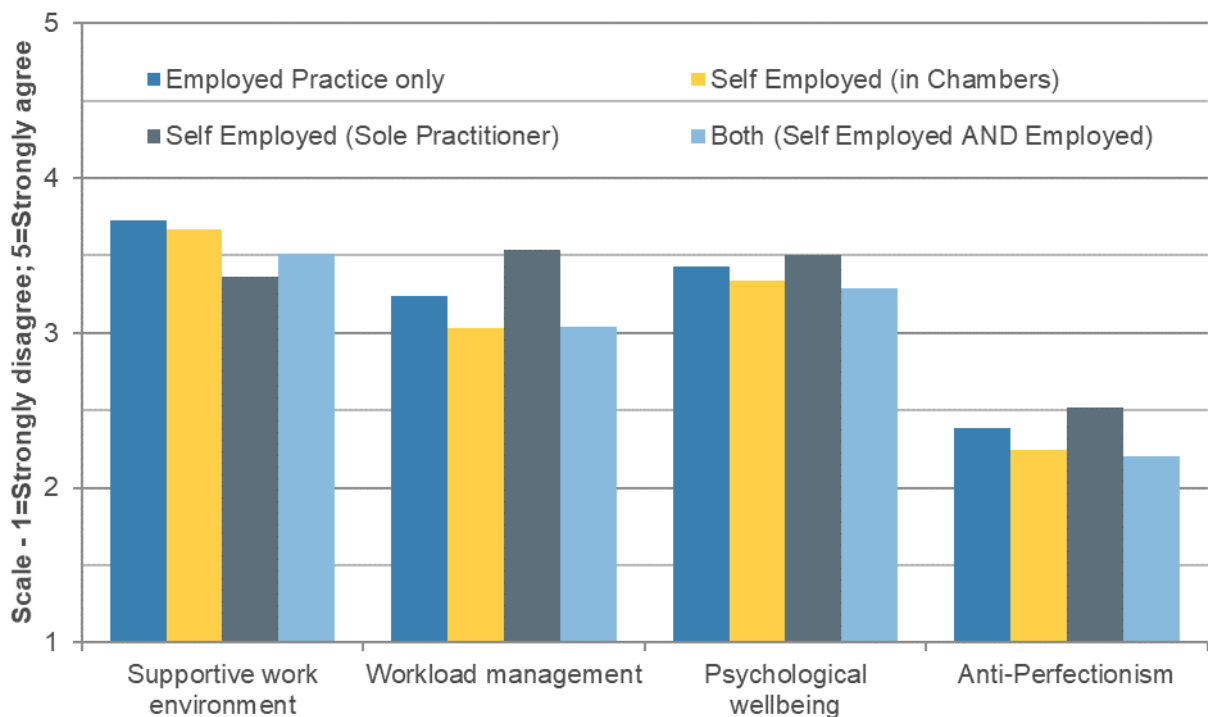 Scale - 1=Strongly disagree; 5=Strongly agree
5
4
3
2
1
Employed Practice only
Self Employed (in Chambers)
Self Employed (Sole Practitioner)
Both (Self Employed AND Employed)
Supportive work
environment
Workload management
Psychological
wellbeing
Anti-Perfectionism